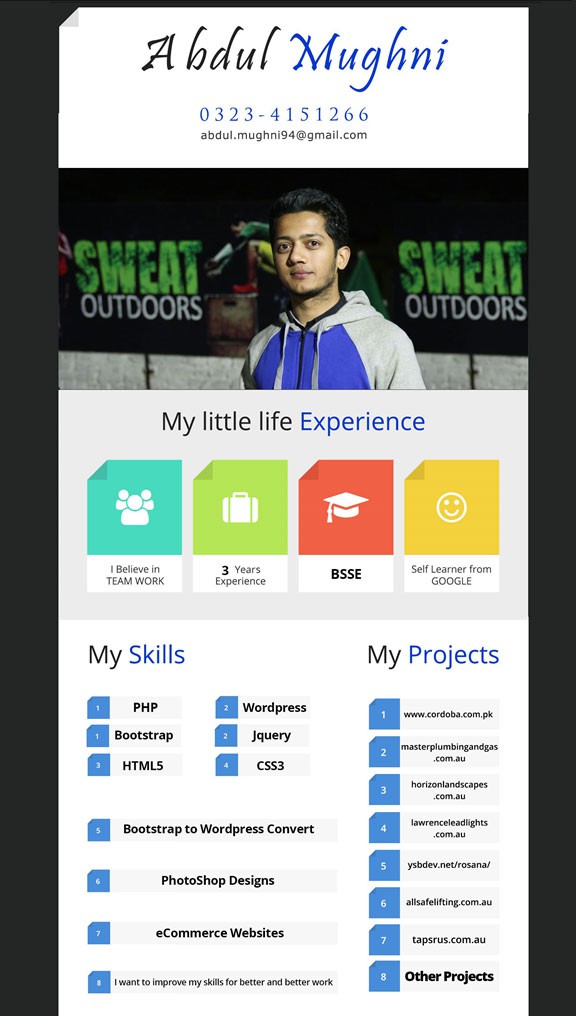 Abdul Mughni
0323-4151266
abdul.mughni94@gmail.com
SWEAT
OUTDOORS
SWEAT
OUTDOORS
My little life Experience
I Believe in
TEAM WORK
3 Years
Experience
BSSE
Self Learner from
GOOGLE
My Skills
1 PHP
2 Wordpress
1 Bootstrap
2 Jquery
3 HTML5
4 CSS3
5 Bootstrap to Wordpress Convert
6 PhotoShop Designs
7 eCommerce Websites
8 I want to improve my skills for better and better work
My Projects
1 www.cordoba.com.pk
2 masterplumbingandgas
.com.au
3 horizonlandscapes
.com.au
4 lawrenceleadlights
.com.au
5 ysbdev.net/rosana/
6 allsafelifting.com.au
7 tapsrus.com.au
8 Other Projects